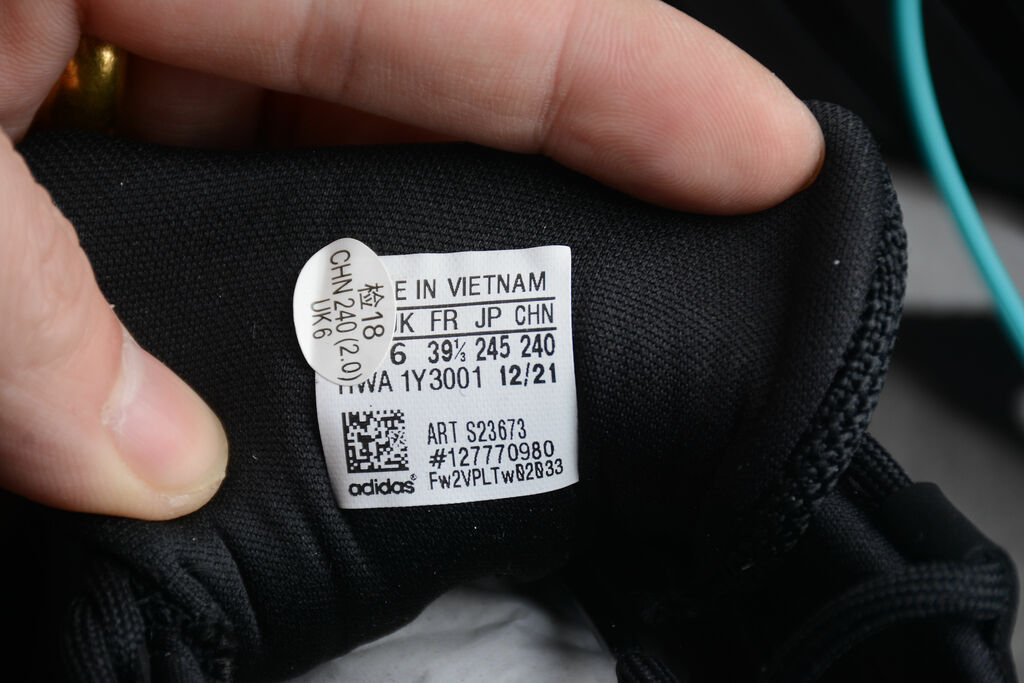 检18
CHN 240 (2.0)
UK6
E IN VIETNAM
UK FR JP CHN
6 39⅓ 245 240
HWA 1Y3001 12/21
ART S23673
#127770980
Fw2VPLTw02033
adidas